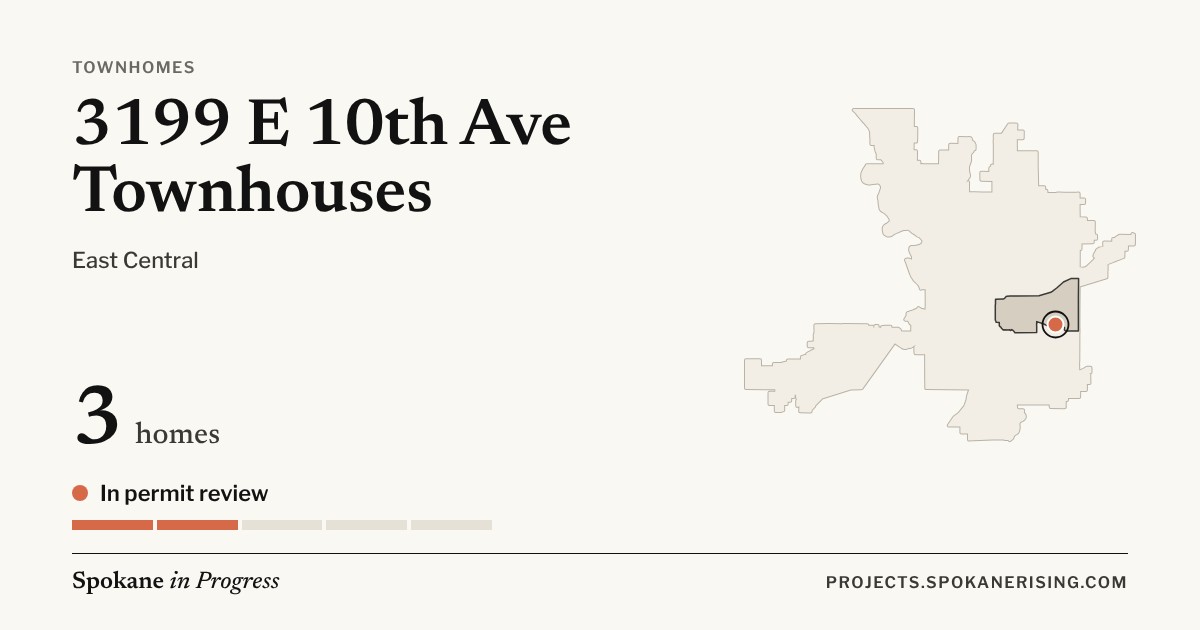 TOWNHOMES
3199 E 10th Ave
Townhouses
East Central
3 homes
In permit review
Spokane in Progress
PROJECTS.SPOKANERISING.COM